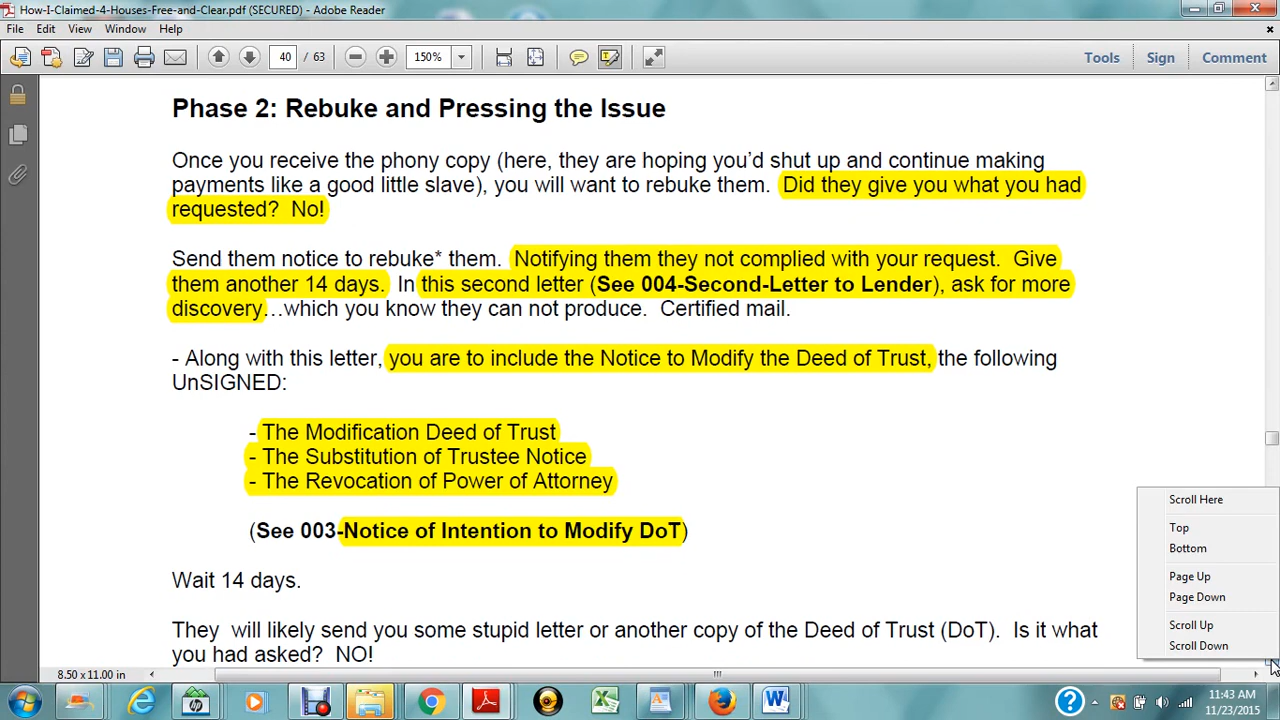 How-I-Claimed-4-Houses-Free-and-Clear.pdf (SECURED) - Adobe Reader
File Edit View Window Help
40 / 63 150% Tools Sign Comment
Phase 2: Rebuke and Pressing the Issue
Once you receive the phony copy (here, they are hoping you'd shut up and continue making
payments like a good little slave), you will want to rebuke them. Did they give you what you had
requested? No!
Send them notice to rebuke* them. Notifying them they not complied with your request. Give
them another 14 days. In this second letter (See 004-Second-Letter to Lender), ask for more
discovery…which you know they can not produce. Certified mail.
- Along with this letter, you are to include the Notice to Modify the Deed of Trust, the following
UnSIGNED:
- The Modification Deed of Trust
- The Substitution of Trustee Notice
- The Revocation of Power of Attorney
(See 003-Notice of Intention to Modify DoT)
Wait 14 days.
They will likely send you some stupid letter or another copy of the Deed of Trust (DoT). Is it what
you had asked? NO!
Scroll Here
Top
Bottom
Page Up
Page Down
Scroll Up
Scroll Down
8.50 x 11.00 in
11:43 AM
11/23/2015